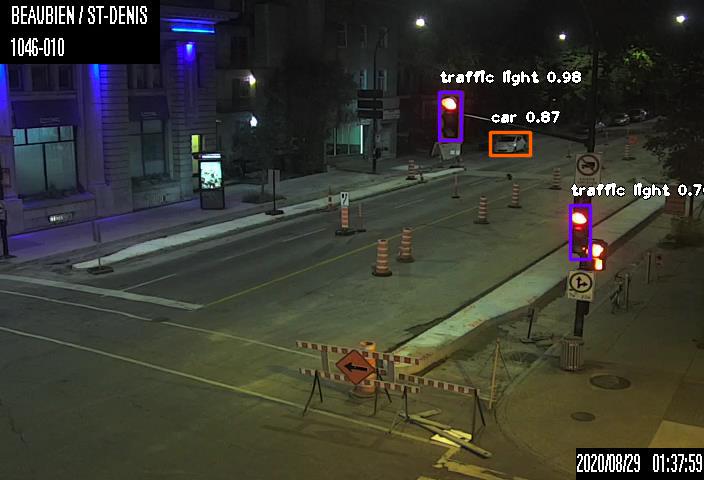 BEAUBIEN / ST-DENIS
1046-010
traffic light 0.98
car 0.87
traffic light 0.7
2020/08/29 01:37:59